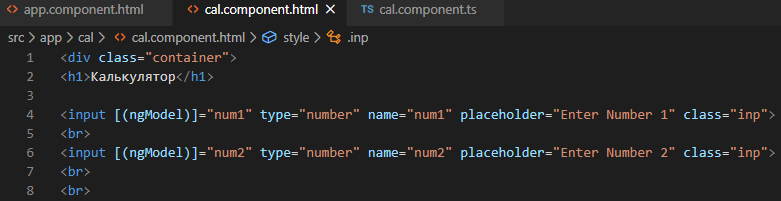 app.component.html cal.component.html TS cal.component.ts
src > app > cal > cal.component.html > style > .inp
1 <div class="container">
2 <h1>Калькулятор</h1>
3
4 <input [(ngModel)]="num1" type="number" name="num1" placeholder="Enter Number 1" class="inp">
5 <br>
6 <input [(ngModel)]="num2" type="number" name="num2" placeholder="Enter Number 2" class="inp">
7 <br>
8 <br>